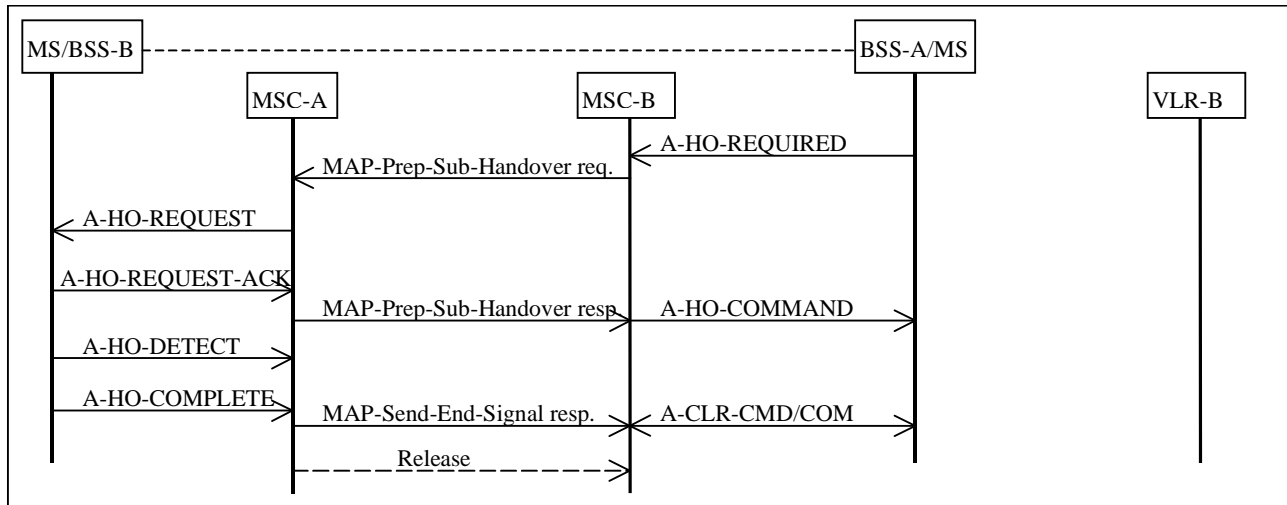 MS/BSS-B
BSS-A/MS
MSC-A
MSC-B
VLR-B
A-HO-REQUIRED
MAP-Prep-Sub-Handover req.
A-HO-REQUEST
A-HO-REQUEST-ACK
MAP-Prep-Sub-Handover resp.
A-HO-COMMAND
A-HO-DETECT
A-HO-COMPLETE
MAP-Send-End-Signal resp.
A-CLR-CMD/COM
Release